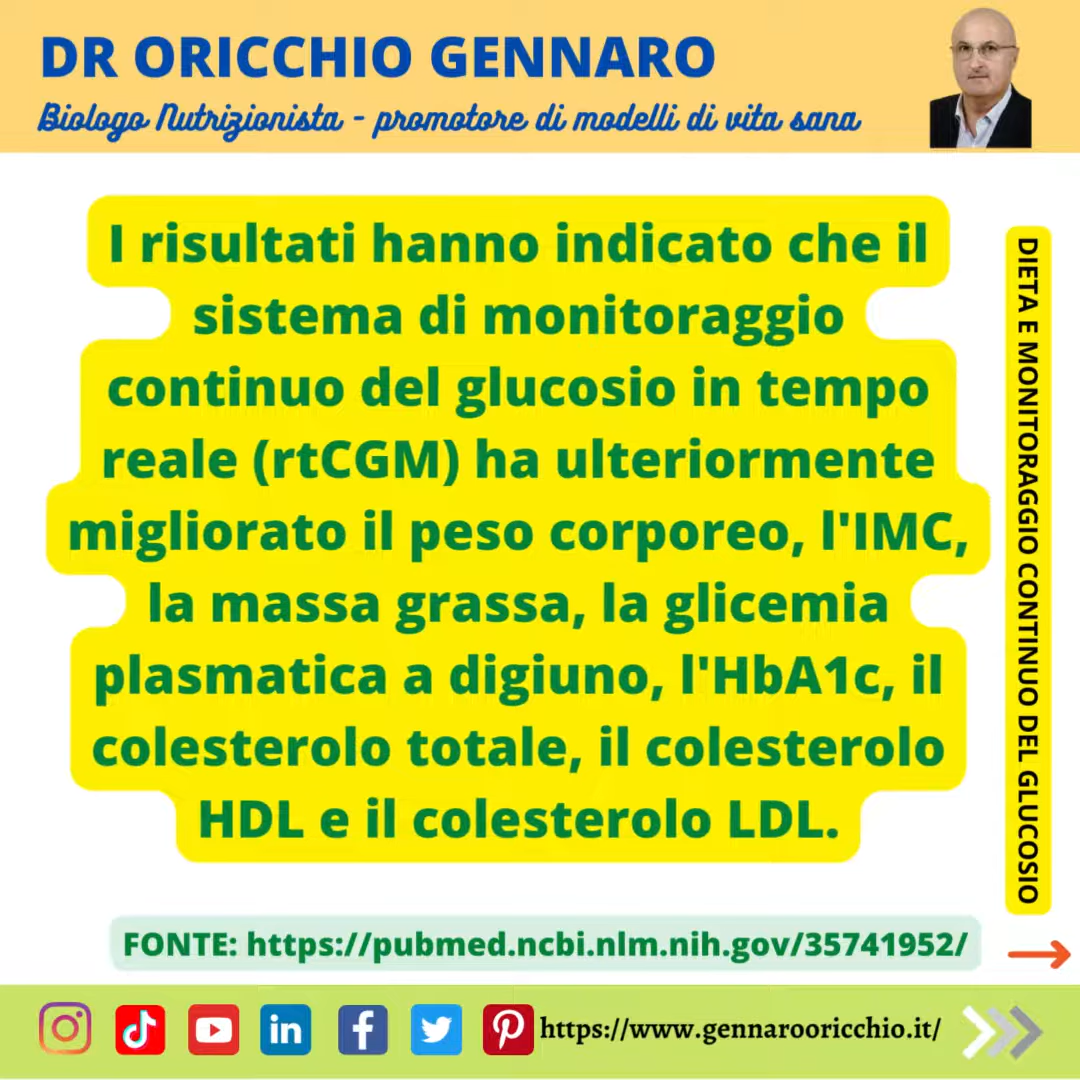 DR ORICCHIO GENNARO
Biologo Nutrizionista - promotore di modelli di vita sana
I risultati hanno indicato che il
sistema di monitoraggio
continuo del glucosio in tempo
reale (rtCGM) ha ulteriormente
migliorato il peso corporeo, l'IMC,
la massa grassa, la glicemia
plasmatica a digiuno, l'HbA1c, il
colesterolo totale, il colesterolo
HDL e il colesterolo LDL.
DIETA E MONITORAGGIO CONTINUO DEL GLUCOSIO
FONTE: https://pubmed.ncbi.nlm.nih.gov/35741952/
https://www.gennarooricchio.it/